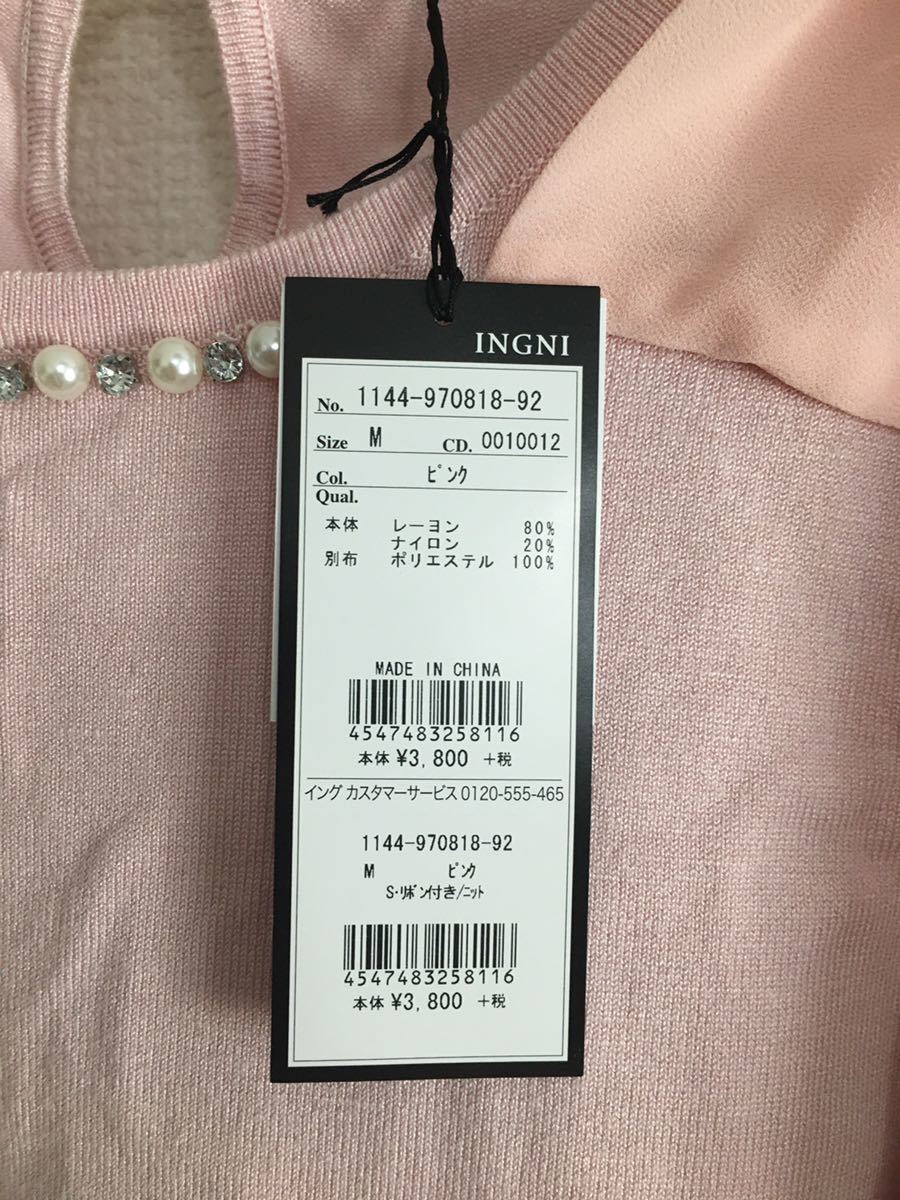 INGNI
No. 1144-970818-92
Size M CD. 0010012
Col. ピンク
Qual.
本体 レーヨン 80%
ナイロン 20%
別布 ポリエステル 100%
MADE IN CHINA
4547483258116
本体 ¥3,800 +税
イング カスタマーサービス 0120-555-465
1144-970818-92
M ピンク
S・リボン付き/ニット
4547483258116
本体 ¥3,800 +税